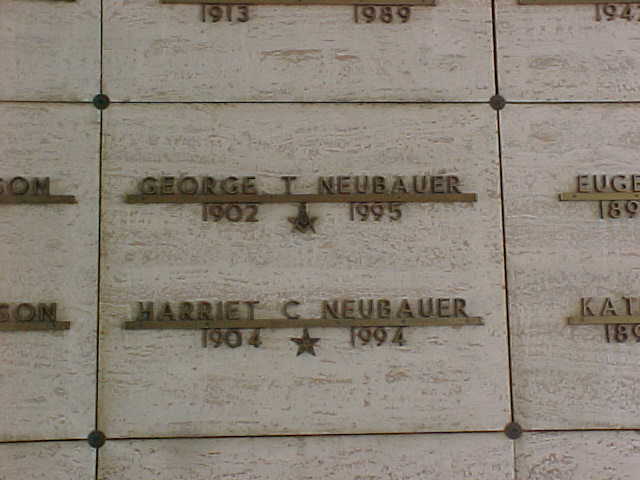 1913 1989
GEORGE T NEUBAUER
1902 1995
HARRIET C NEUBAUER
1904 1994